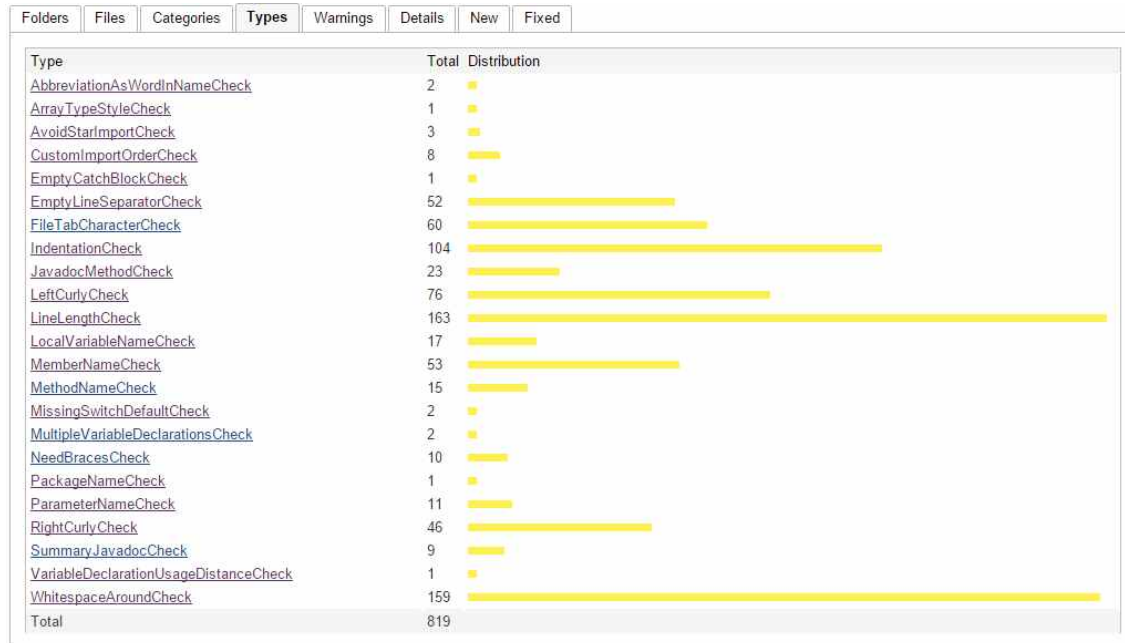 Folders Files Categories Types Warnings Details New Fixed
Type Total Distribution
AbbreviationAsWordInNameCheck 2
ArrayTypeStyleCheck 1
AvoidStarImportCheck 3
CustomImportOrderCheck 8
EmptyCatchBlockCheck 1
EmptyLineSeparatorCheck 52
FileTabCharacterCheck 60
IndentationCheck 104
JavadocMethodCheck 23
LeftCurlyCheck 76
LineLengthCheck 163
LocalVariableNameCheck 17
MemberNameCheck 53
MethodNameCheck 15
MissingSwitchDefaultCheck 2
MultipleVariableDeclarationsCheck 2
NeedBracesCheck 10
PackageNameCheck 1
ParameterNameCheck 11
RightCurlyCheck 46
SummaryJavadocCheck 9
VariableDeclarationUsageDistanceCheck 1
WhitespaceAroundCheck 159
Total 819